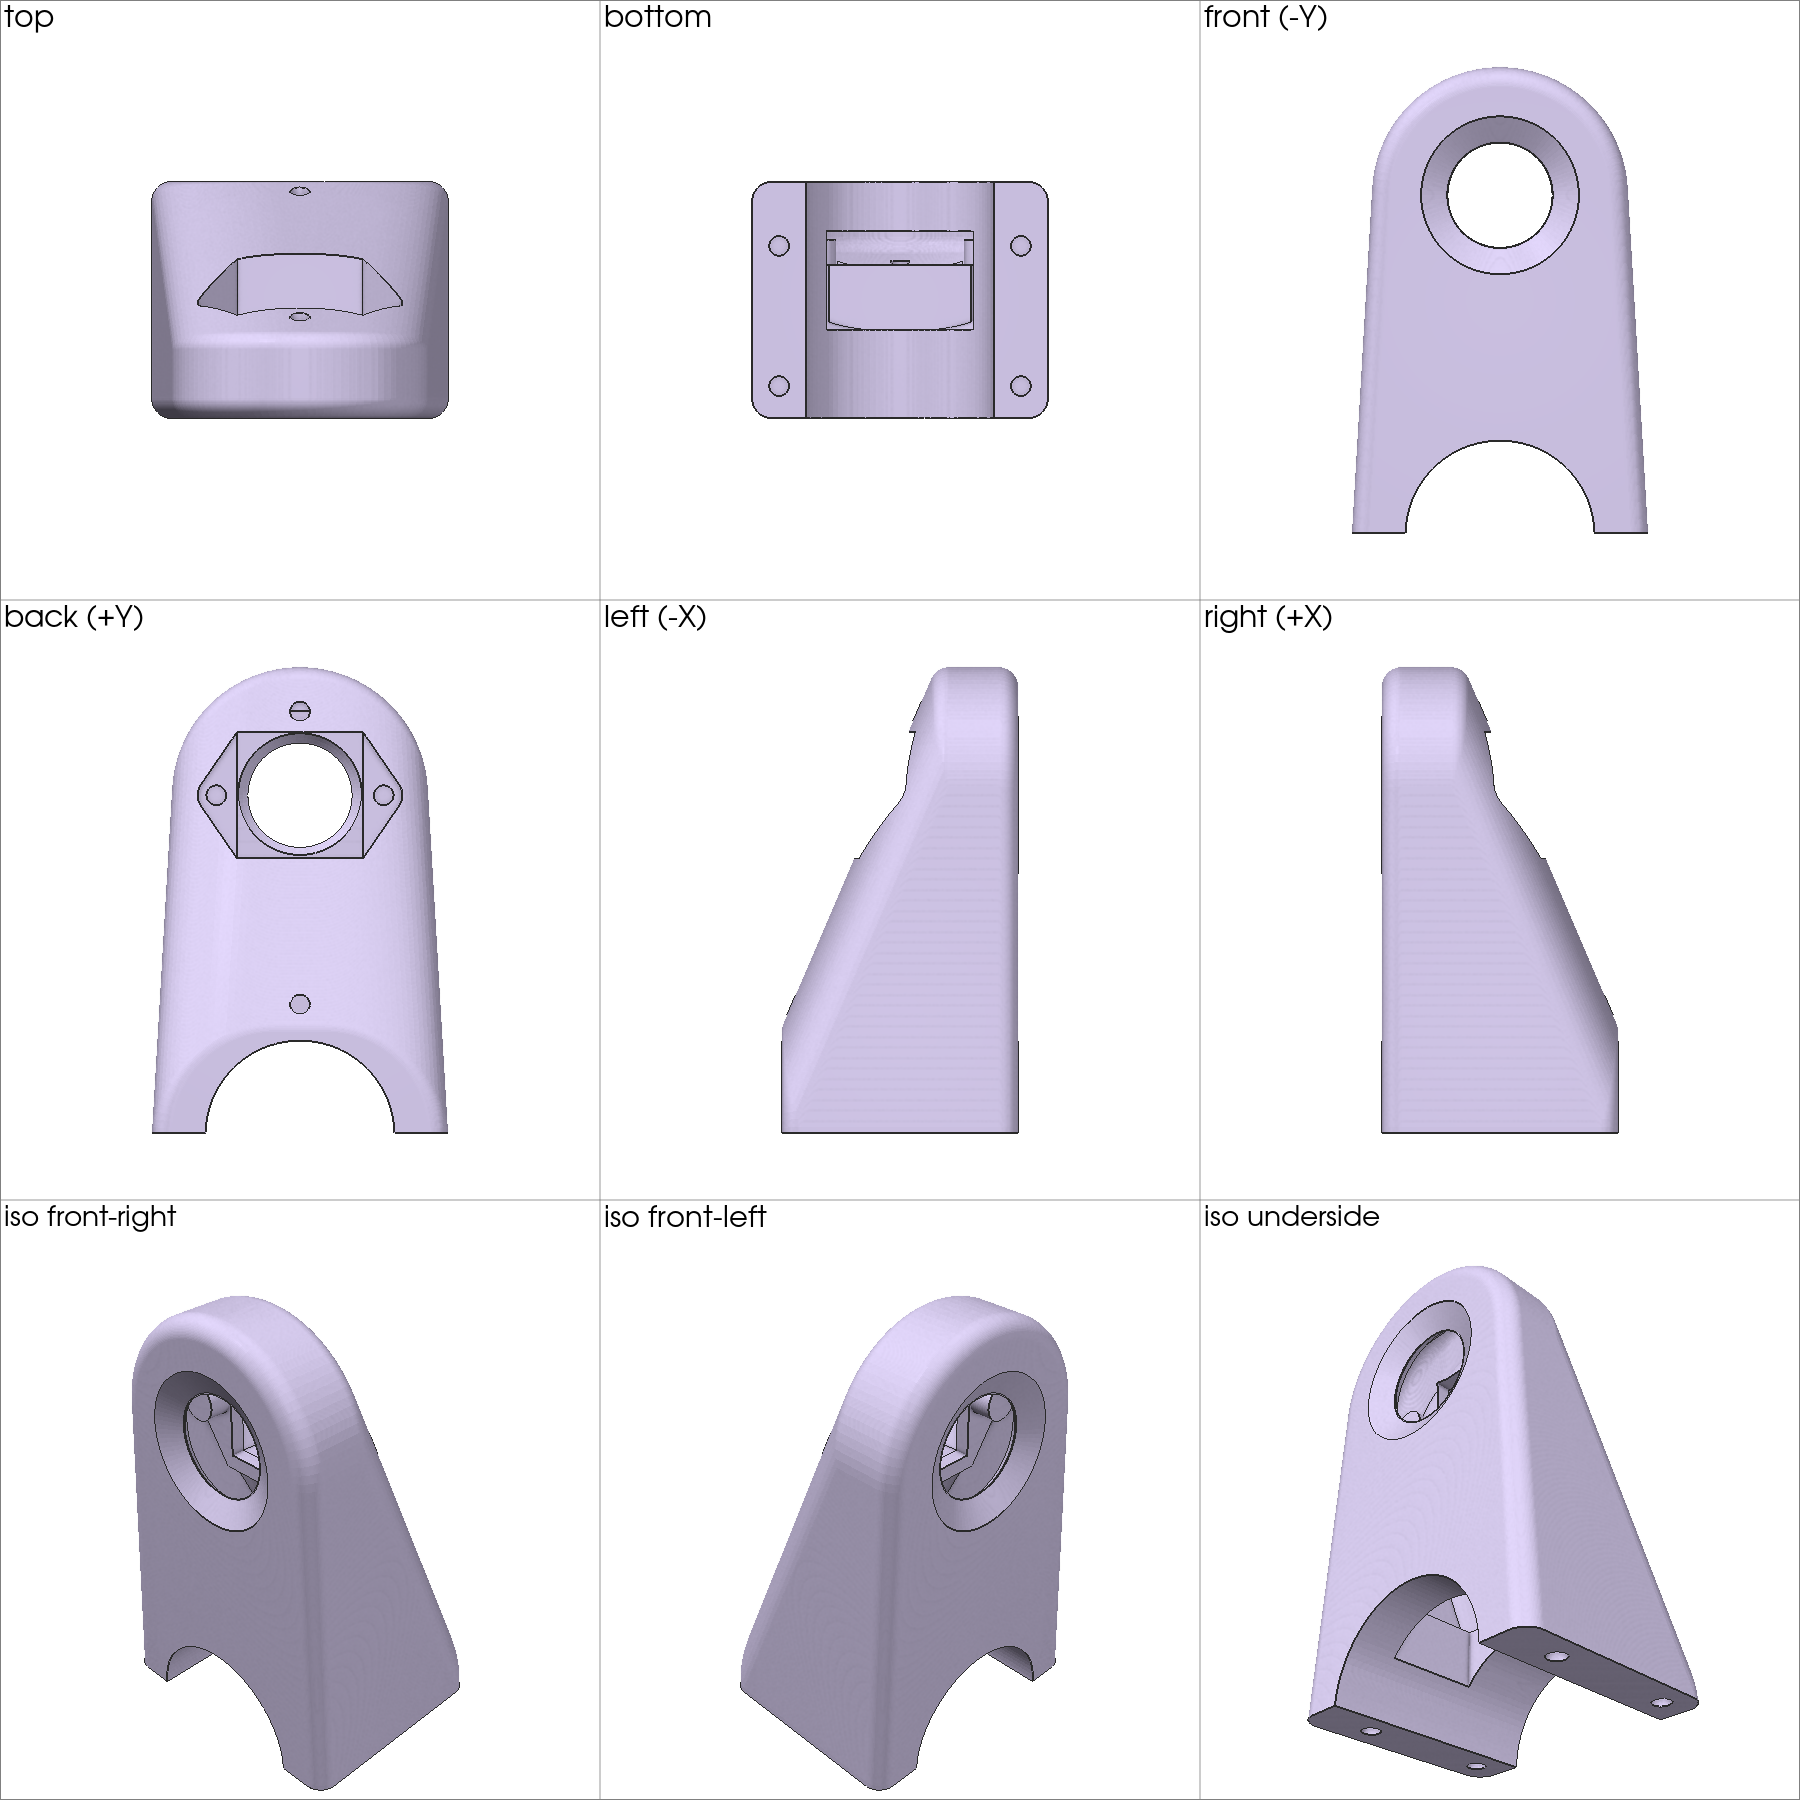 top
bottom
front (-Y)
back (+Y)
left (-X)
right (+X)
iso front-right
iso front-left
iso underside